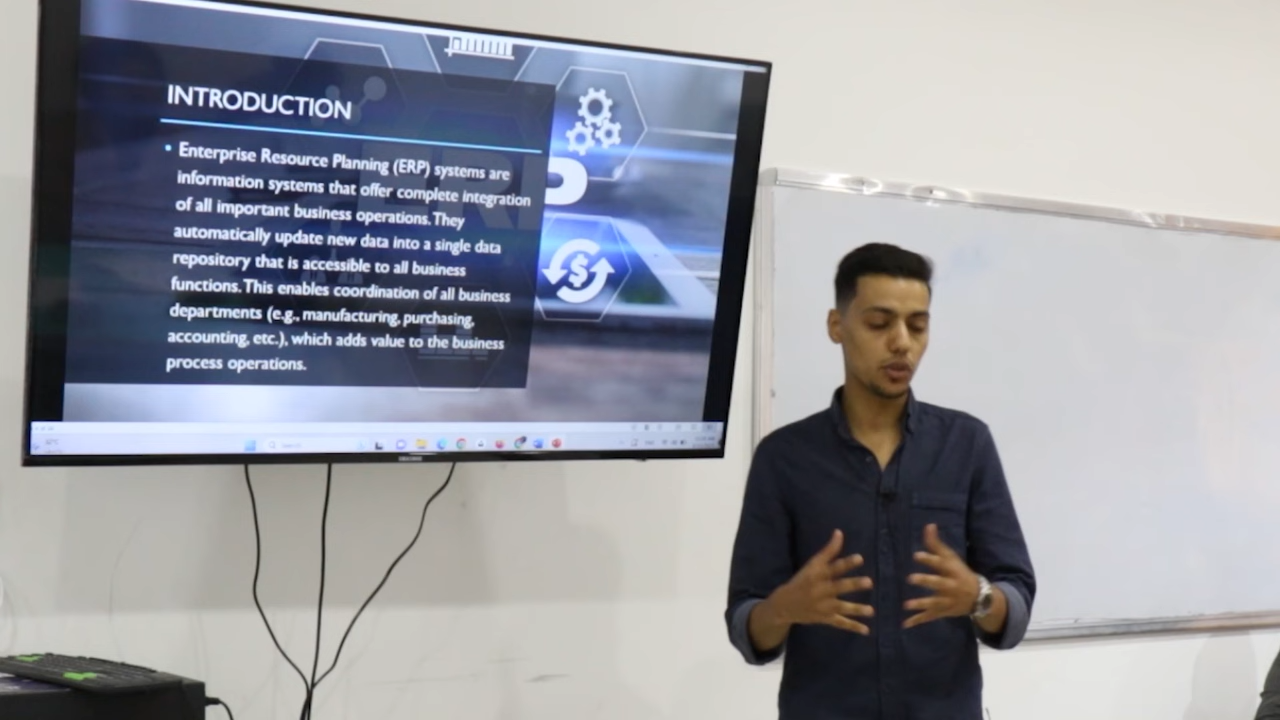 INTRODUCTION
• Enterprise Resource Planning (ERP) systems are
information systems that offer complete integration
of all important business operations. They
automatically update new data into a single data
repository that is accessible to all business
functions. This enables coordination of all business
departments (e.g., manufacturing, purchasing,
accounting, etc.), which adds value to the business
process operations.
ERP
Search